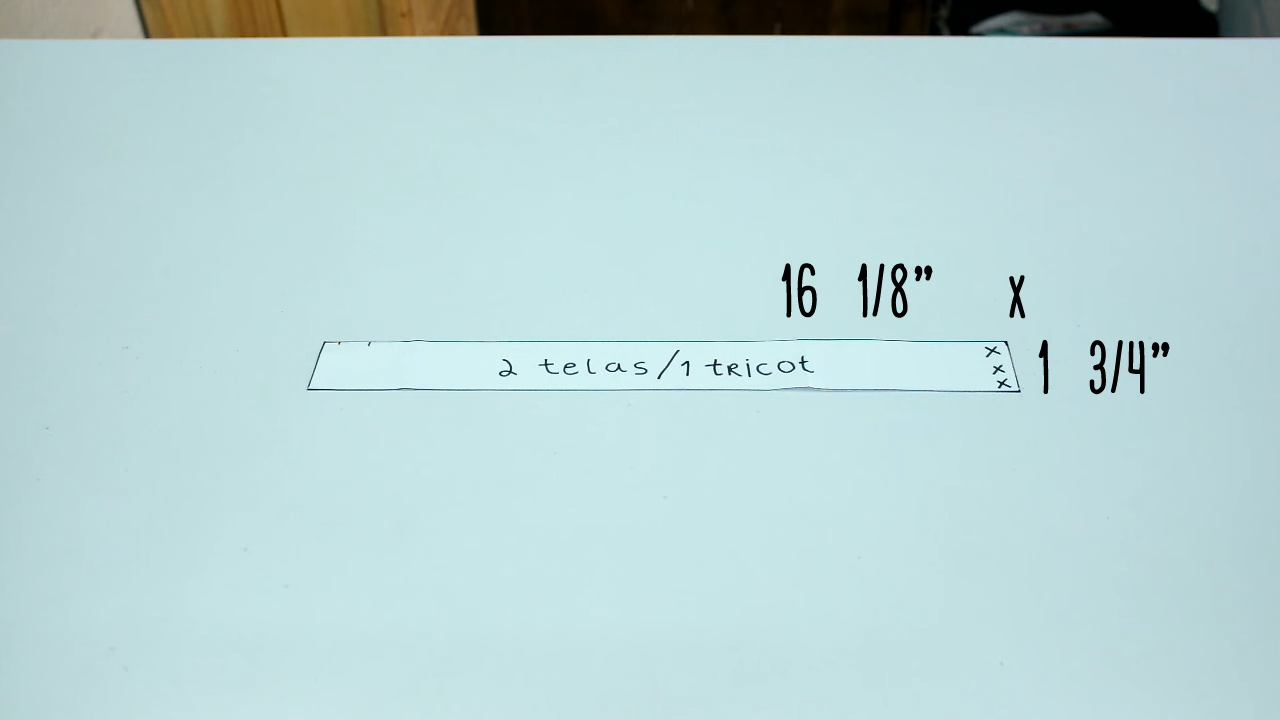 16 1/8” x
1 3/4”
2 telas/1 tricot
x
x
x